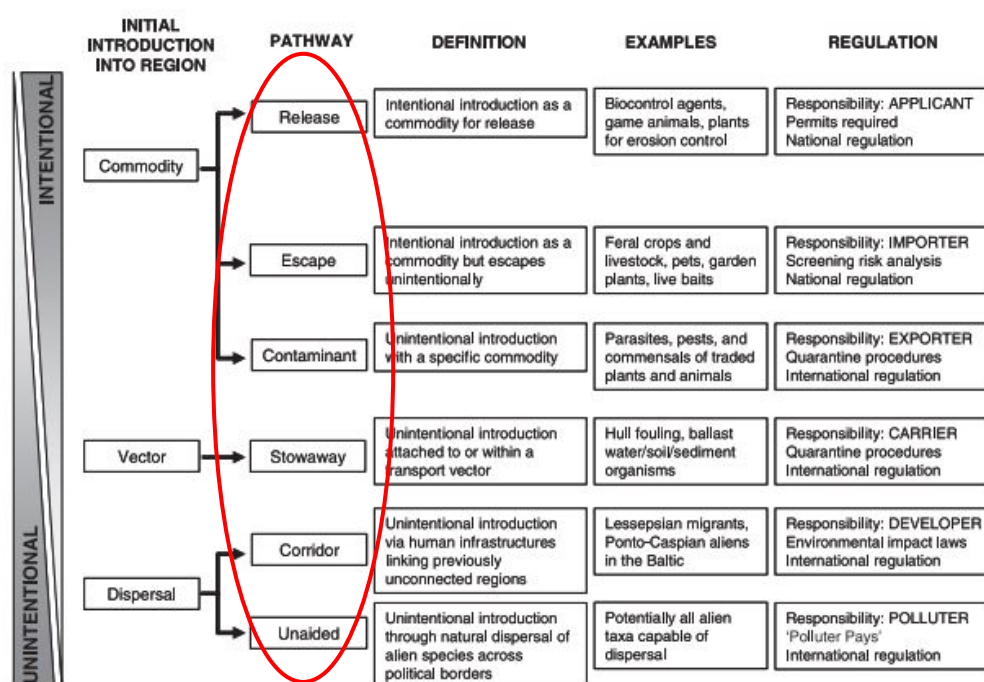 INITIAL
INTRODUCTION
INTO REGION
PATHWAY
DEFINITION
EXAMPLES
REGULATION
INTENTIONAL
Commodity
Release
Intentional introduction as a
commodity for release
Biocontrol agents,
game animals, plants
for erosion control
Responsibility: APPLICANT
Permits required
National regulation
Escape
Intentional introduction as a
commodity but escapes
unintentionally
Feral crops and
livestock, pets, garden
plants, live baits
Responsibility: IMPORTER
Screening risk analysis
National regulation
Contaminant
Unintentional introduction
with a specific commodity
Parasites, pests, and
commensals of traded
plants and animals
Responsibility: EXPORTER
Quarantine procedures
International regulation
Vector
Stowaway
Unintentional introduction
attached to or within a
transport vector
Hull fouling, ballast
water/soil/sediment
organisms
Responsibility: CARRIER
Quarantine procedures
International regulation
UNINTENTIONAL
Dispersal
Corridor
Unintentional introduction
via human infrastructures
linking previously
unconnected regions
Lessepsian migrants,
Ponto-Caspian aliens
in the Baltic
Responsibility: DEVELOPER
Environmental impact laws
International regulation
Unaided
Unintentional introduction
through natural dispersal of
alien species across
political borders
Potentially all alien
taxa capable of
dispersal
Responsibility: POLLUTER
'Polluter Pays'
International regulation